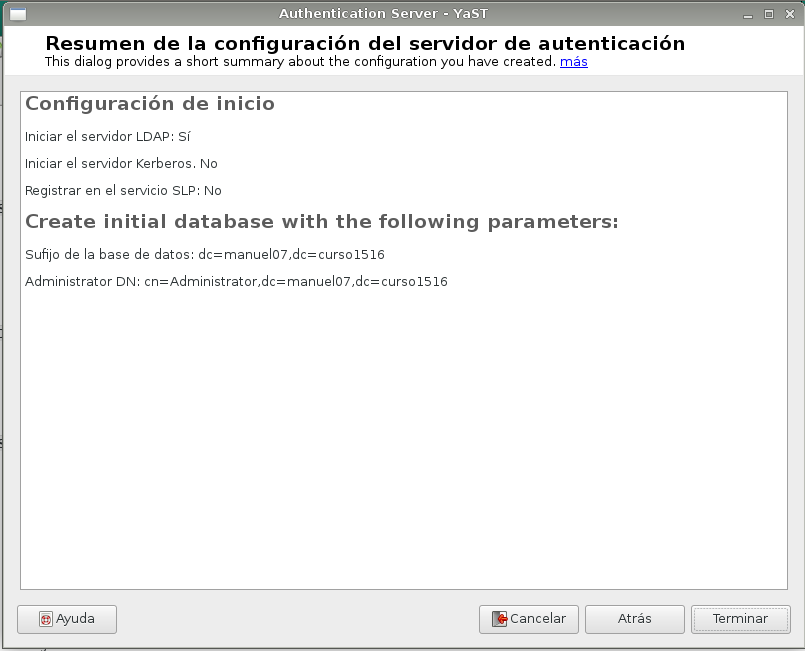 Authentication Server - YaST
Resumen de la configuración del servidor de autenticación
This dialog provides a short summary about the configuration you have created. más
Configuración de inicio
Iniciar el servidor LDAP: Sí
Iniciar el servidor Kerberos. No
Registrar en el servicio SLP: No
Create initial database with the following parameters:
Sufijo de la base de datos: dc=manuel07,dc=curso1516
Administrator DN: cn=Administrator,dc=manuel07,dc=curso1516
Ayuda
Cancelar
Atrás
Terminar